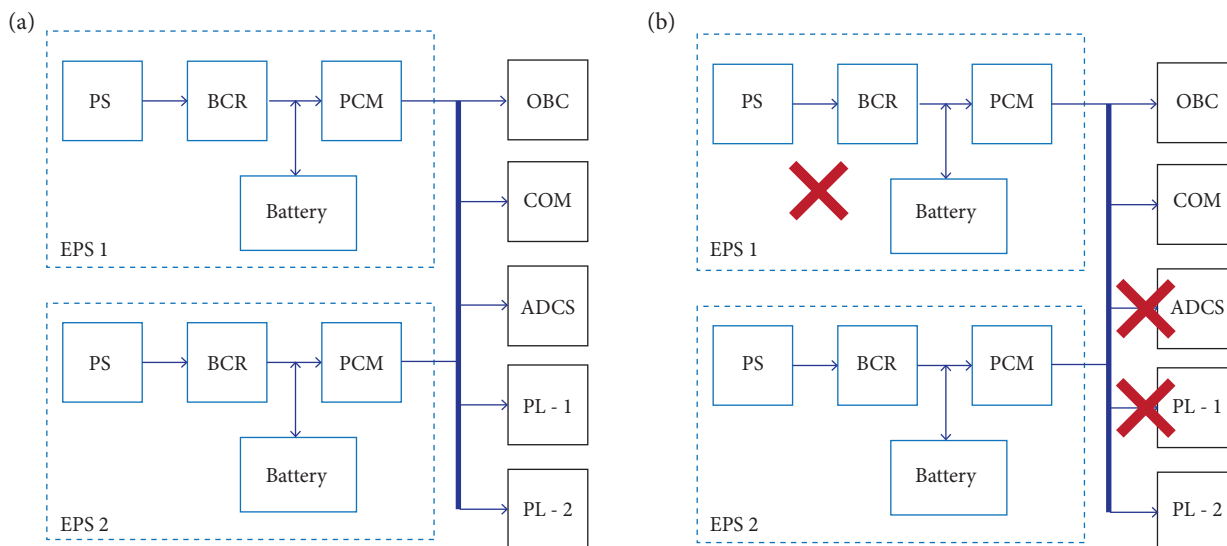 (a)
PS
BCR
PCM
Battery
EPS 1
PS
BCR
PCM
Battery
EPS 2
OBC
COM
ADCS
PL - 1
PL - 2
(b)
PS
BCR
PCM
Battery
EPS 1
PS
BCR
PCM
Battery
EPS 2
OBC
COM
ADCS
PL - 1
PL - 2